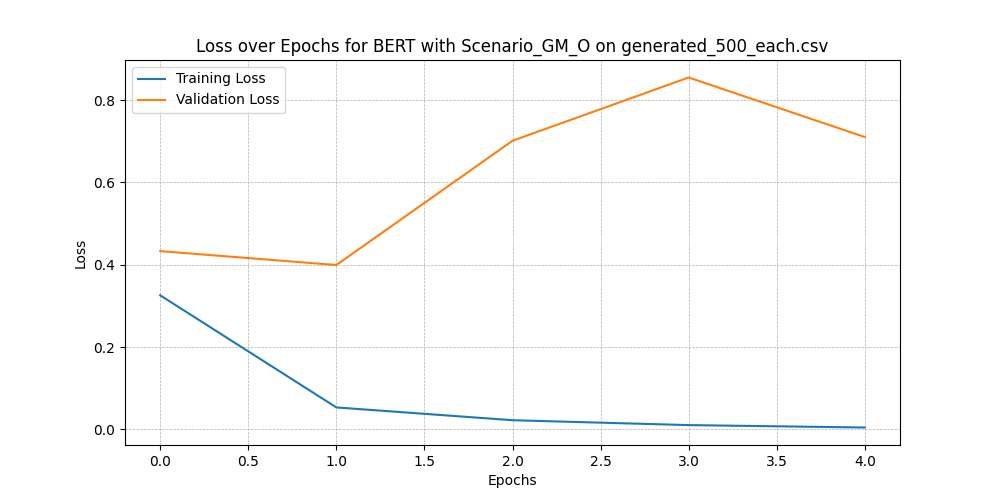 Loss over Epochs for BERT with Scenario_GM_O on generated_500_each.csv
Training Loss
Validation Loss
0.8
0.6
0.4
0.2
0.0
Loss
0.0 0.5 1.0 1.5 2.0 2.5 3.0 3.5 4.0
Epochs